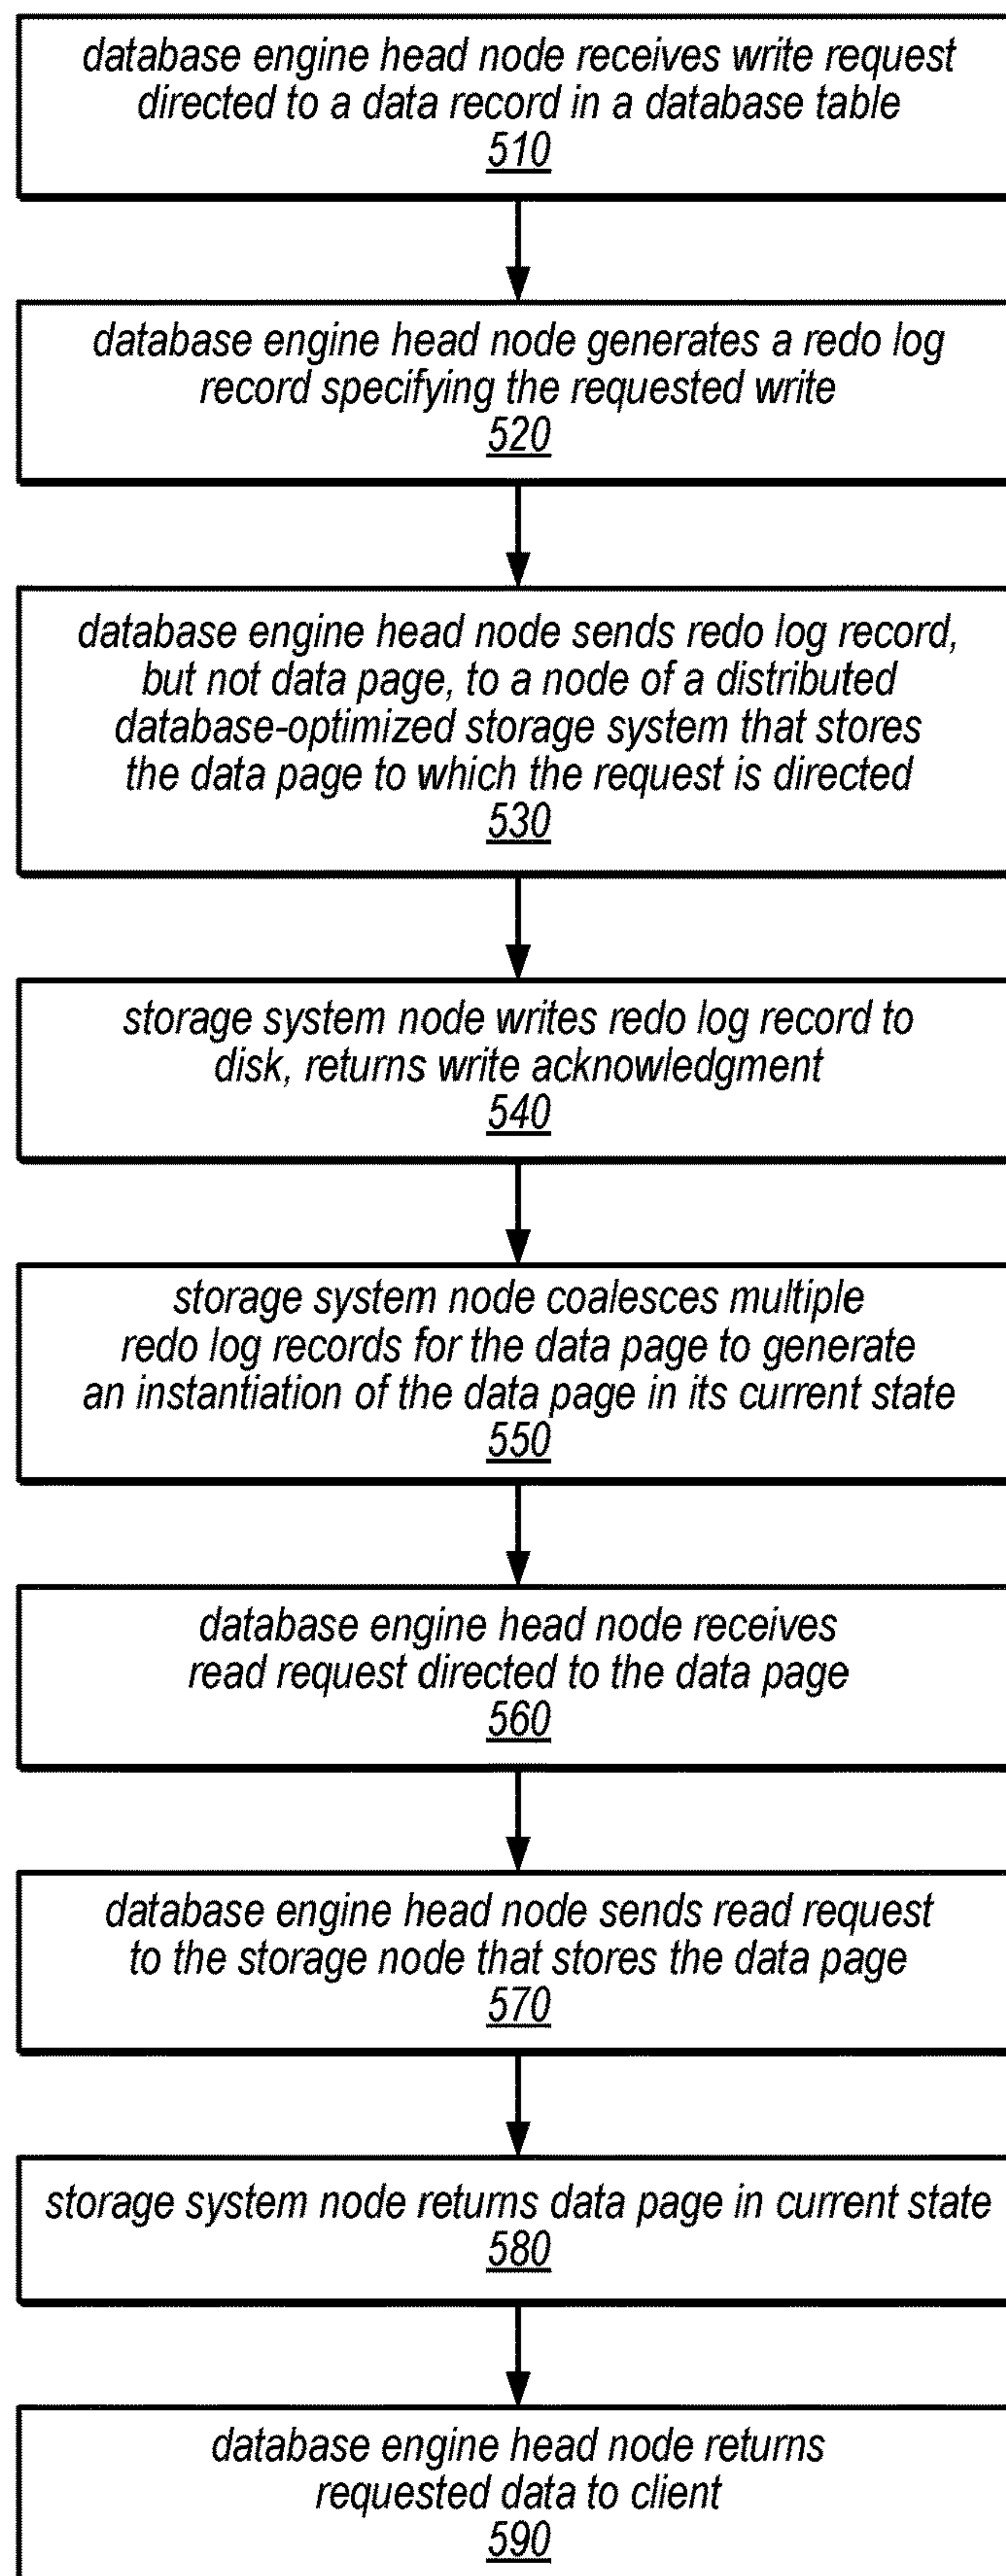 database engine head node receives write request
directed to a data record in a database table
510
database engine head node generates a redo log
record specifying the requested write
520
database engine head node sends redo log record,
but not data page, to a node of a distributed
database-optimized storage system that stores
the data page to which the request is directed
530
storage system node writes redo log record to
disk, returns write acknowledgment
540
storage system node coalesces multiple
redo log records for the data page to generate
an instantiation of the data page in its current state
550
database engine head node receives
read request directed to the data page
560
database engine head node sends read request
to the storage node that stores the data page
570
storage system node returns data page in current state
580
database engine head node returns
requested data to client
590